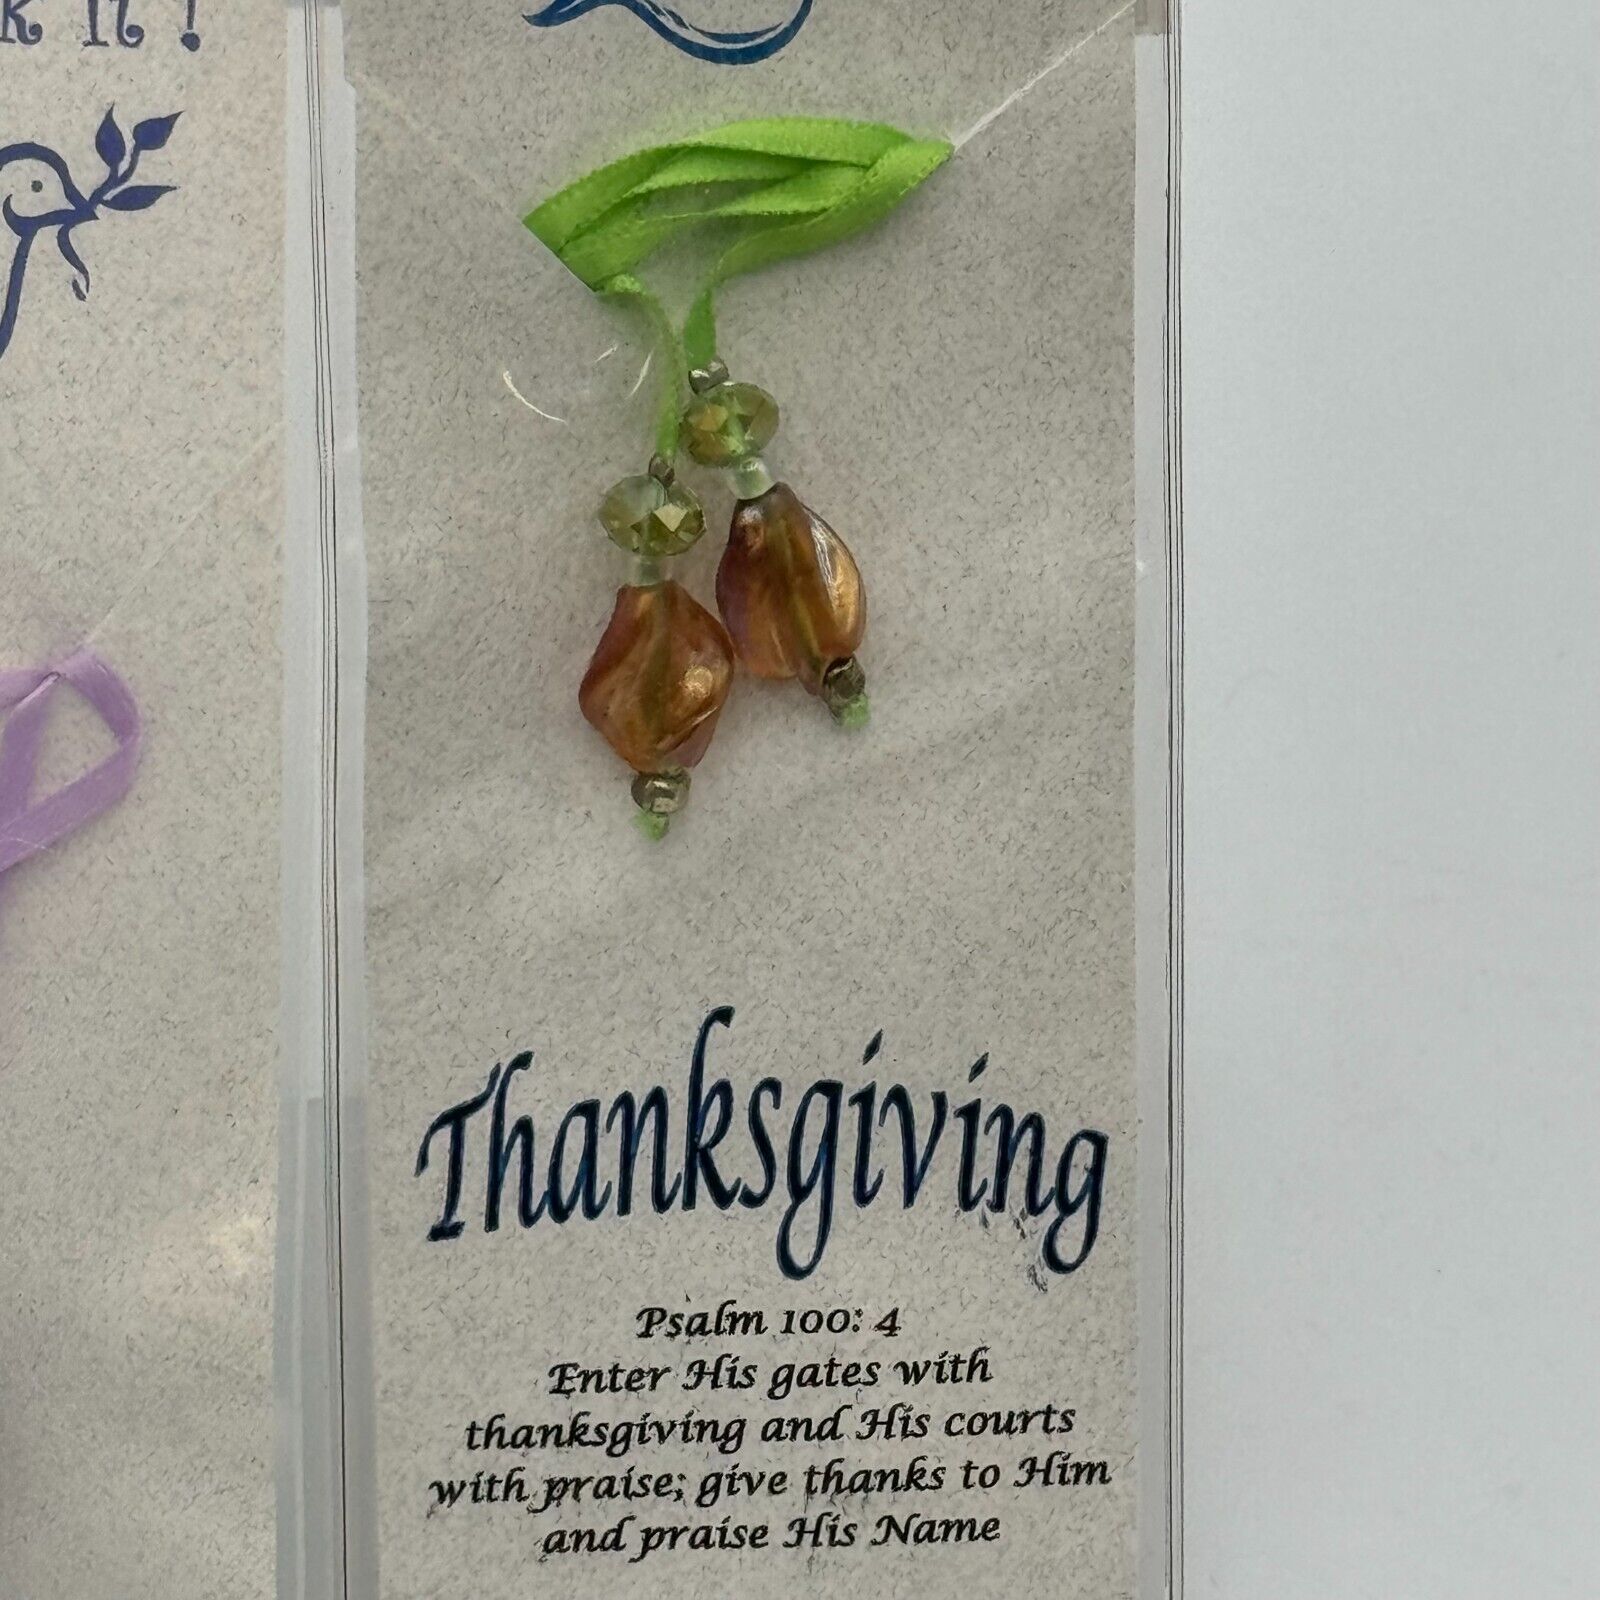 k It!
Thanksgiving
Psalm 100: 4
Enter His gates with
thanksgiving and His courts
with praise; give thanks to Him
and praise His Name